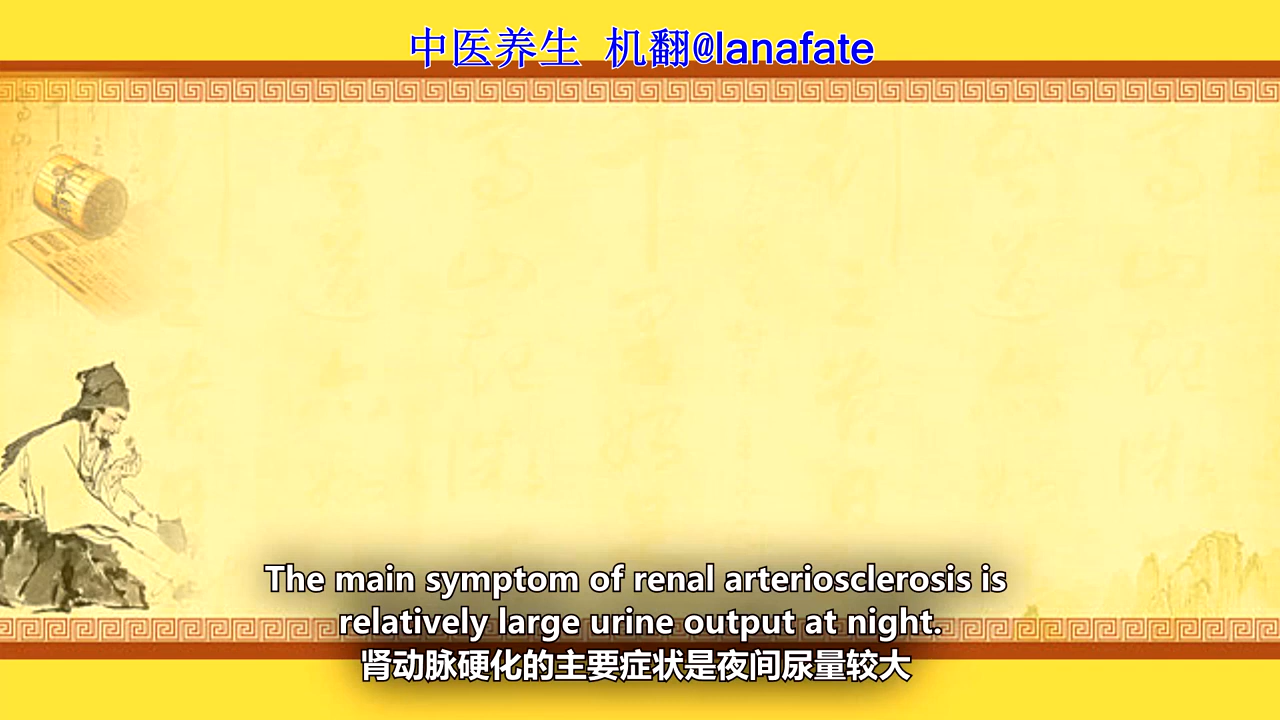 中医养生 机翻@lanafate
The main symptom of renal arteriosclerosis is
relatively large urine output at night.
肾动脉硬化的主要症状是夜间尿量较大